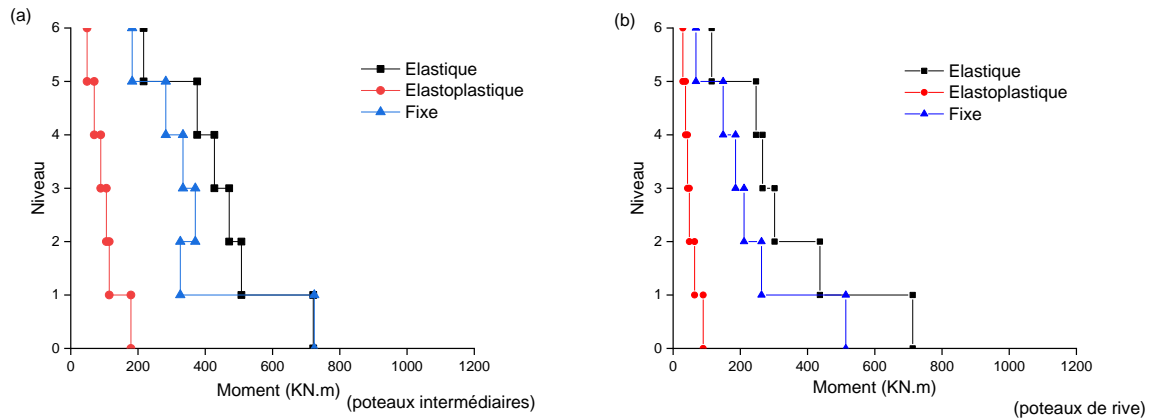 (a)
6
5
4
3
2
1
0
Niveau
Elastique
Elastoplastique
Fixe
0 200 400 600 800 1000 1200
Moment (KN.m)
(poteaux intermédiaires)
(b)
6
5
4
3
2
1
0
Niveau
Elastique
Elastoplastique
Fixe
0 200 400 600 800 1000 1200
Moment (KN.m)
(poteaux de rive)